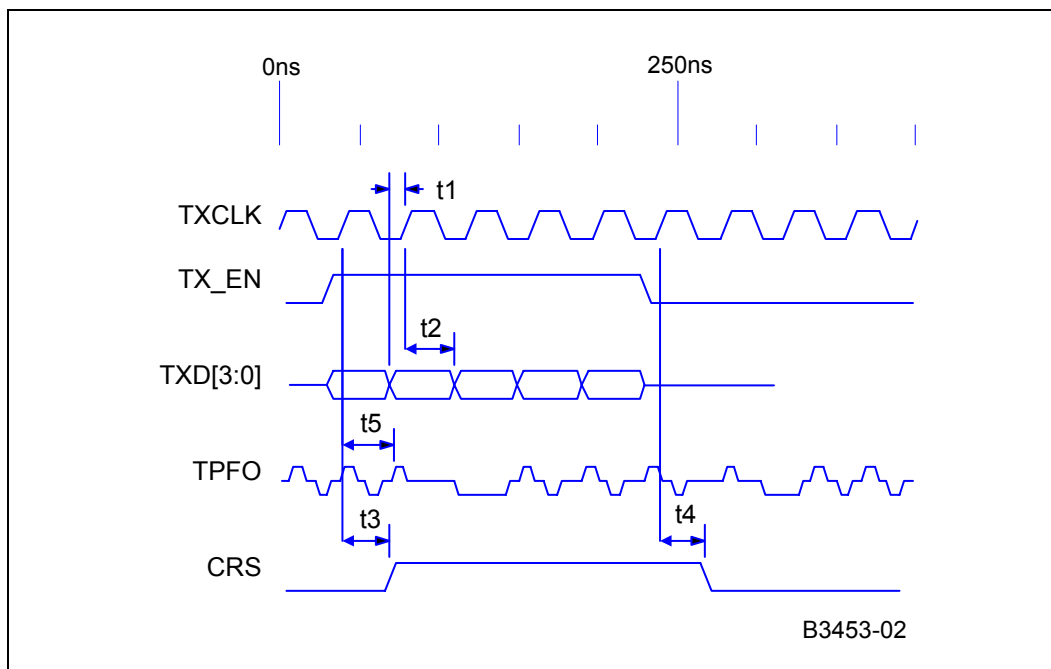 0ns 250ns
t1
TXCLK
TX_EN
t2
TXD[3:0]
t5
TPFO
t3 t4
CRS
B3453-02